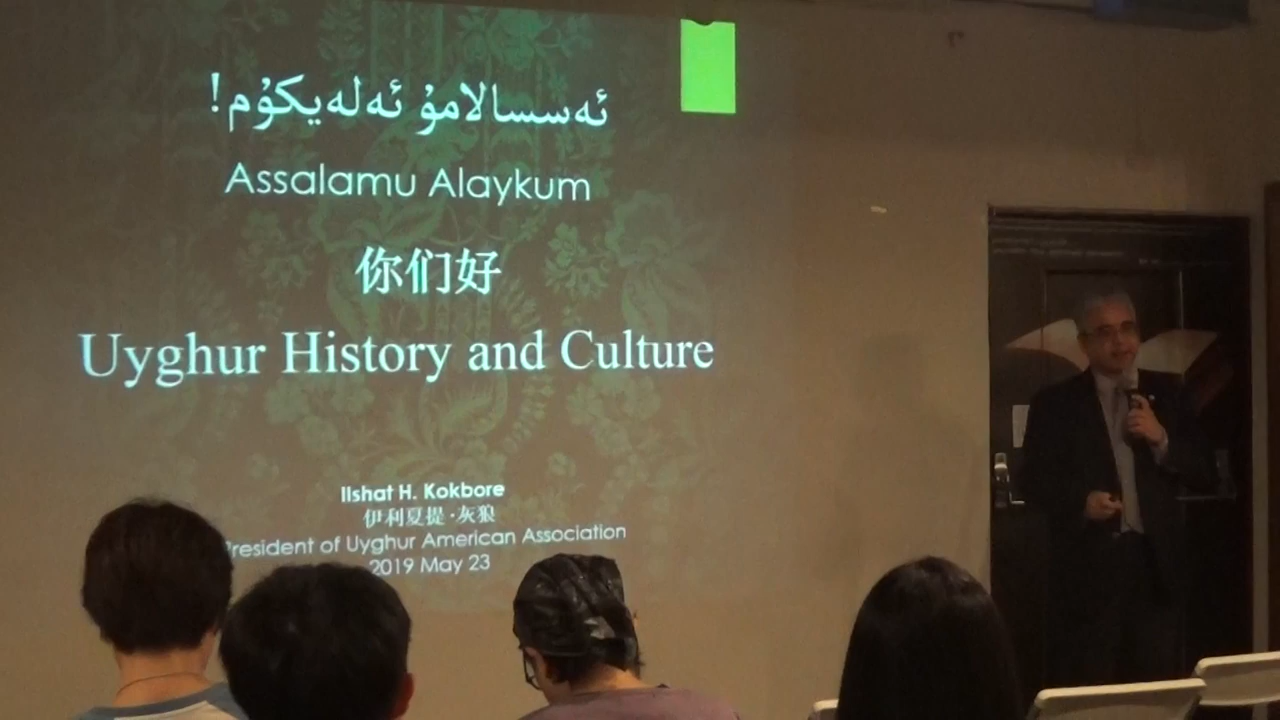 ئەسسالامۇ ئەلەيكۇم!
Assalamu Alaykum
你们好
Uyghur History and Culture
Ilshat H. Kokbore
伊利夏提·灰狼
President of Uyghur American Association
2019 May 23